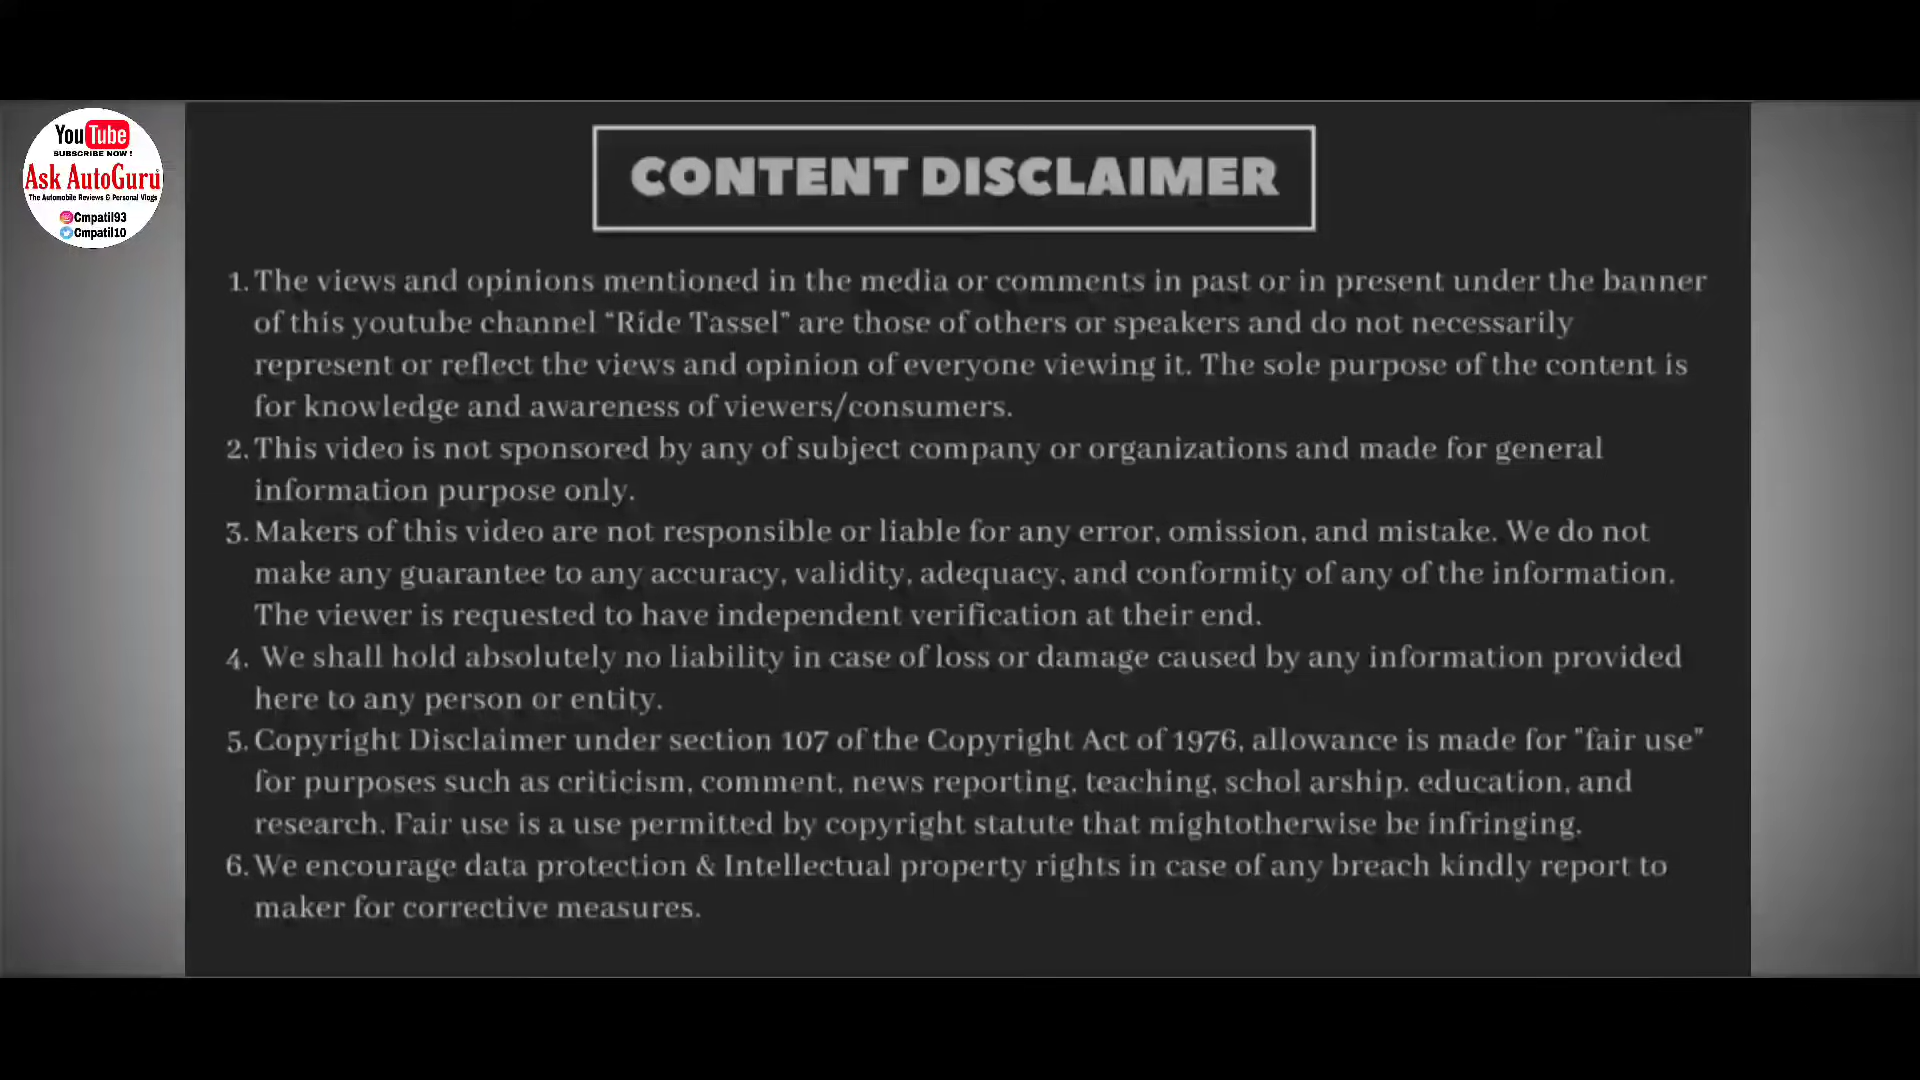 YouTube
SUBSCRIBE NOW !
Ask AutoGuru
The Automobile Reviews & Personal Vlogs
Cmpatil93
Cmpatil10
CONTENT DISCLAIMER
1. The views and opinions mentioned in the media or comments in past or in present under the banner
of this youtube channel “Ride Tassel” are those of others or speakers and do not necessarily
represent or reflect the views and opinion of everyone viewing it. The sole purpose of the content is
for knowledge and awareness of viewers/consumers.
2. This video is not sponsored by any of subject company or organizations and made for general
information purpose only.
3. Makers of this video are not responsible or liable for any error, omission, and mistake. We do not
make any guarantee to any accuracy, validity, adequacy, and conformity of any of the information.
The viewer is requested to have independent verification at their end.
4. We shall hold absolutely no liability in case of loss or damage caused by any information provided
here to any person or entity.
5. Copyright Disclaimer under section 107 of the Copyright Act of 1976, allowance is made for "fair use"
for purposes such as criticism, comment, news reporting, teaching, schol arship, education, and
research. Fair use is a use permitted by copyright statute that mightotherwise be infringing.
6. We encourage data protection & Intellectual property rights in case of any breach kindly report to
maker for corrective measures.